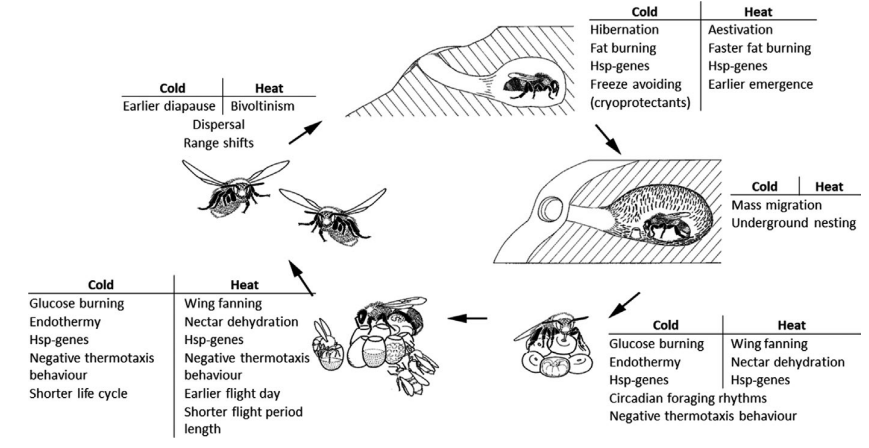 Cold Heat
Hibernation Aestivation
Fat burning Faster fat burning
Hsp-genes Hsp-genes
Freeze avoiding Earlier emergence
(cryoprotectants)
Cold Heat
Earlier diapause Bivoltinism
Dispersal
Range shifts
Cold Heat
Mass migration
Underground nesting
Cold Heat
Glucose burning Wing fanning
Endothermy Nectar dehydration
Hsp-genes Hsp-genes
Negative thermotaxis Negative thermotaxis
behaviour behaviour
Shorter life cycle Earlier flight day
Shorter flight period
length
Cold Heat
Glucose burning Wing fanning
Endothermy Nectar dehydration
Hsp-genes Hsp-genes
Circadian foraging rhythms
Negative thermotaxis behaviour